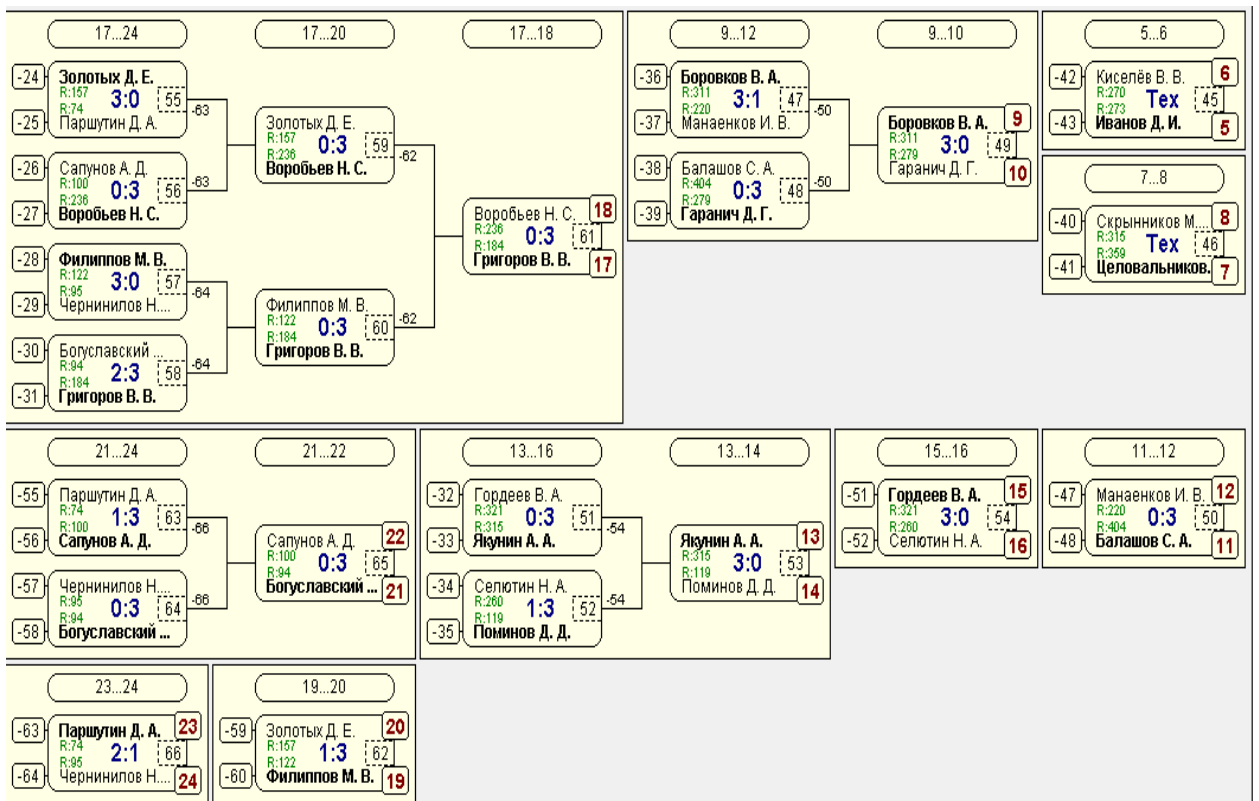 17...24
17...20
17...18
-24
Золотых Д. Е.
R:157
R:74
3:0
55
-63
-25
Паршутин Д. А.
-26
Сапунов А. Д.
R:100
R:236
0:3
56
-63
-27
Воробьев Н. С.
-28
Филиппов М. В.
R:122
R:95
3:0
57
-64
-29
Чернинилов Н....
-30
Богуславский ...
R:94
R:184
2:3
58
-64
-31
Григоров В. В.
Золотых Д. Е.
R:157
R:236
0:3
59
-62
Воробьев Н. С.
Филиппов М. В.
R:122
R:184
0:3
60
-62
Григоров В. В.
Воробьев Н. С.
18
R:236
R:184
0:3
61
Григоров В. В.
17
9...12
9...10
-36
Боровков В. А.
R:311
R:220
3:1
47
-50
-37
Манаенков И. В.
-38
Балашов С. А.
R:404
R:279
0:3
48
-50
-39
Гаранич Д. Г.
Боровков В. А.
9
R:311
R:279
3:0
49
Гаранич Д. Г.
10
5...6
-42
Киселёв В. В.
6
R:270
R:273
Тех
45
-43
Иванов Д. И.
5
7...8
-40
Скрынников М....
8
R:315
R:359
Тех
46
-41
Целовальников.
7
21...24
21...22
-55
Паршутин Д. А.
R:74
R:100
1:3
63
-66
-56
Сапунов А. Д.
-57
Чернинилов Н....
R:95
R:94
0:3
64
-66
-58
Богуславский ...
Сапунов А. Д.
22
R:100
R:94
0:3
65
Богуславский ...
21
13...16
13...14
-32
Гордеев В. А.
R:321
R:315
0:3
51
-54
-33
Якунин А. А.
-34
Селютин Н. А.
R:260
R:119
1:3
52
-54
-35
Поминов Д. Д.
Якунин А. А.
13
R:315
R:119
3:0
53
Поминов Д. Д.
14
15...16
-51
Гордеев В. А.
15
R:321
R:260
3:0
54
-52
Селютин Н. А.
16
11...12
-47
Манаенков И. В.
12
R:220
R:404
0:3
50
-48
Балашов С. А.
11
23...24
-63
Паршутин Д. А.
23
R:74
R:95
2:1
66
-64
Чернинилов Н....
24
19...20
-59
Золотых Д. Е.
20
R:157
R:122
1:3
62
-60
Филиппов М. В.
19